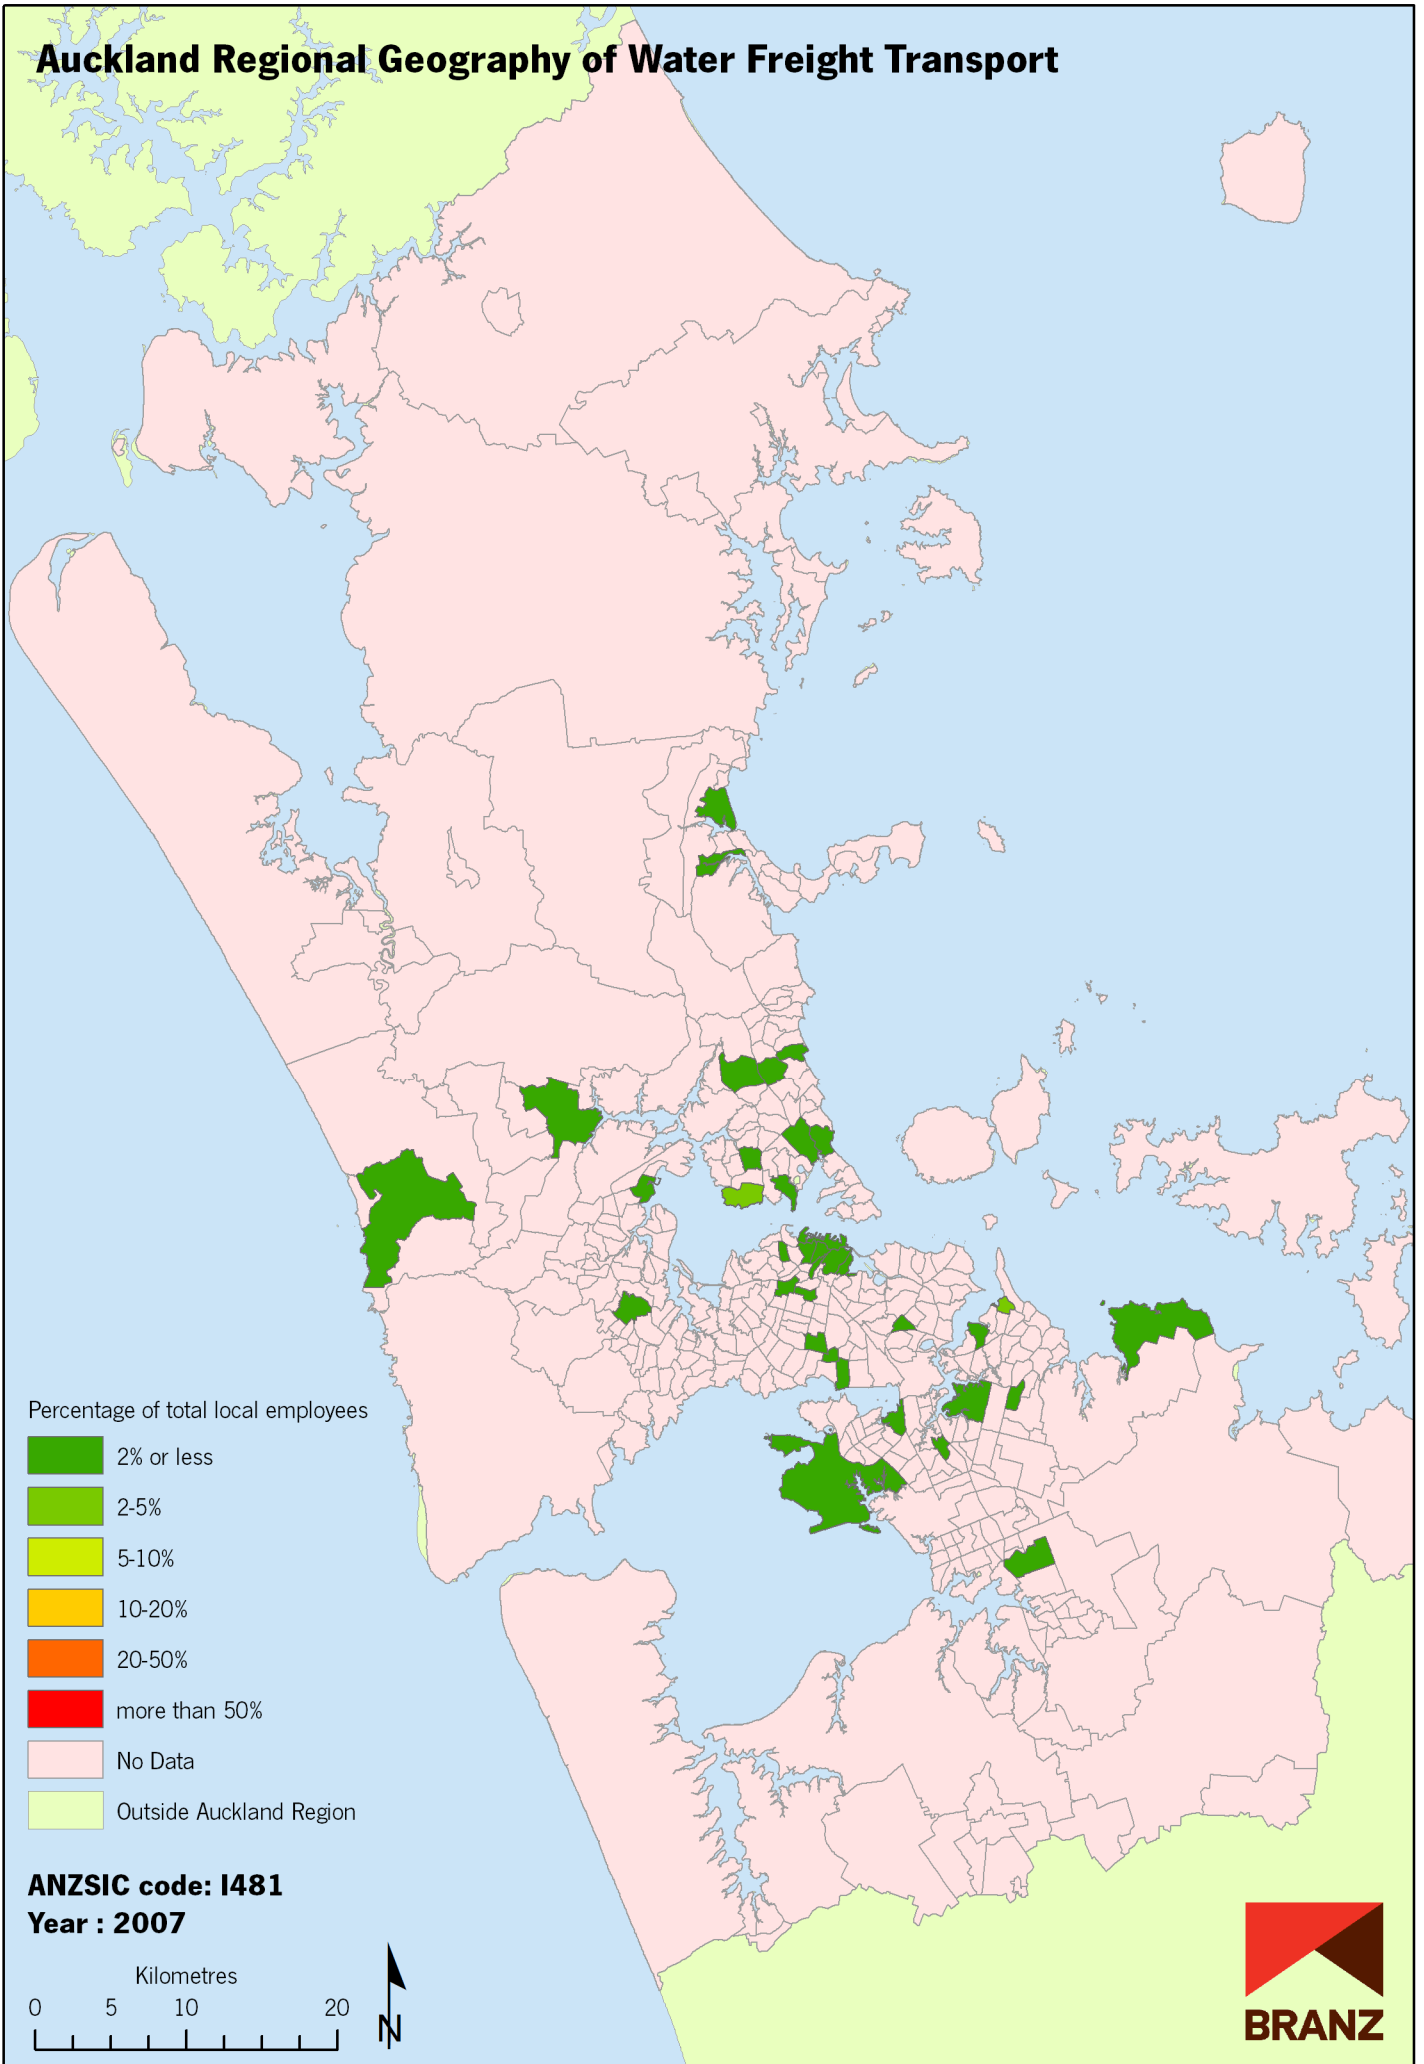 Auckland Regional Geography of Water Freight Transport
Percentage of total local employees
2% or less
2-5%
5-10%
10-20%
20-50%
more than 50%
No Data
Outside Auckland Region
ANZSIC code: I481
Year : 2007
Kilometres
0 5 10 20
N
BRANZ